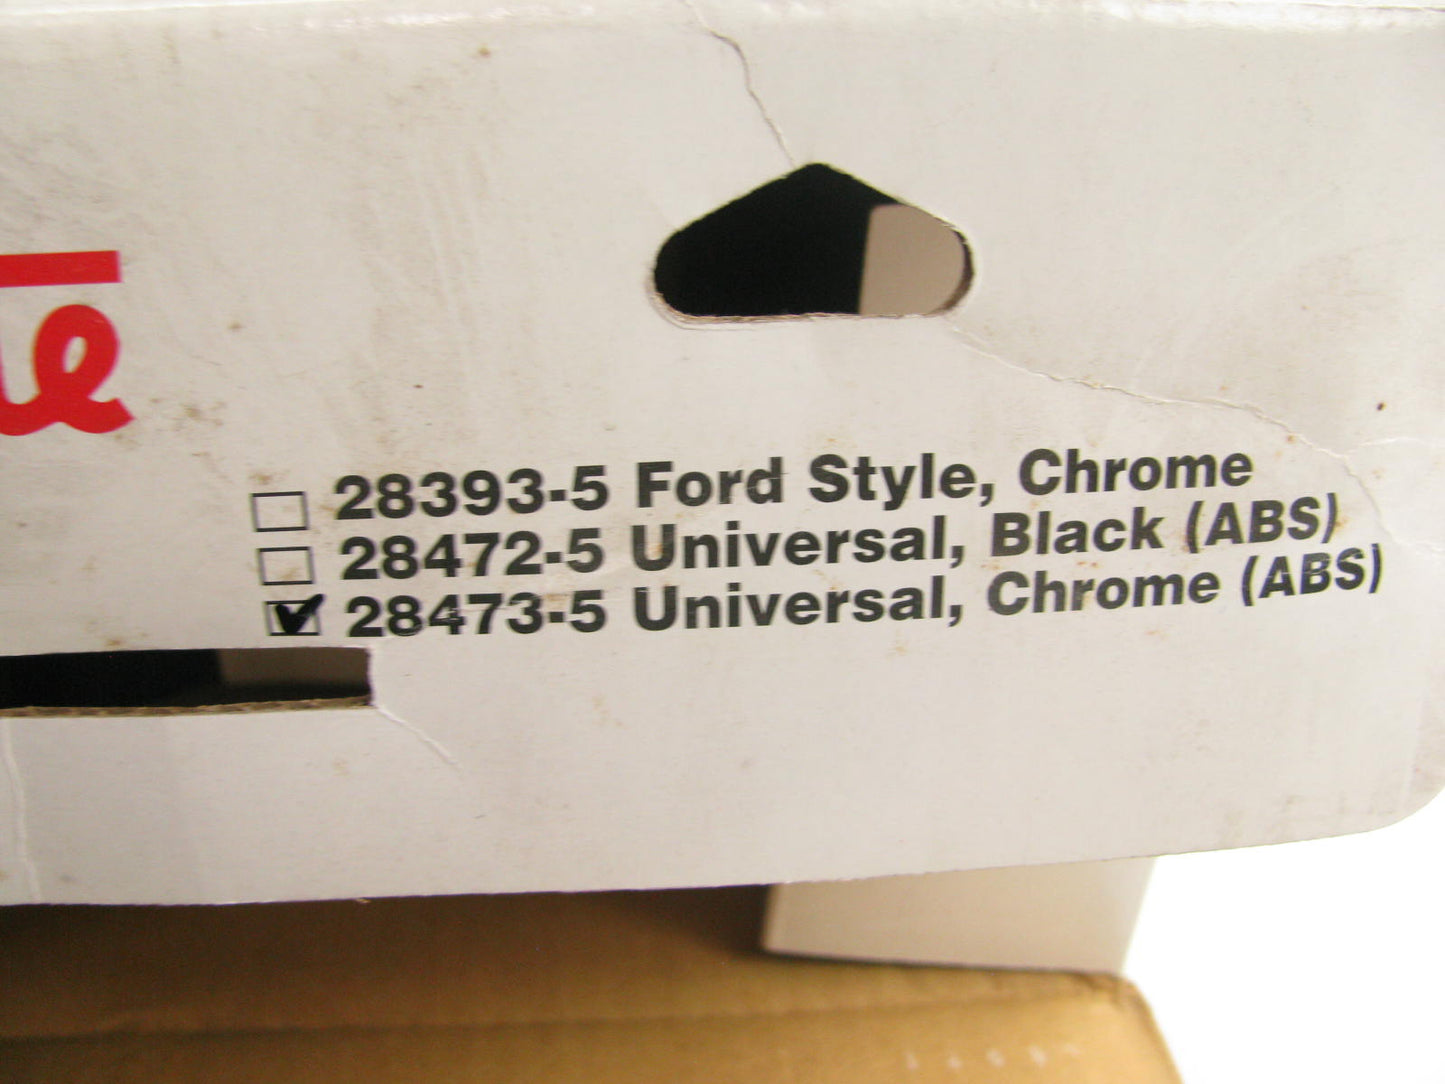 28393-5 Ford Style, Chrome
28472-5 Universal, Black (ABS)
28473-5 Universal, Chrome (ABS)